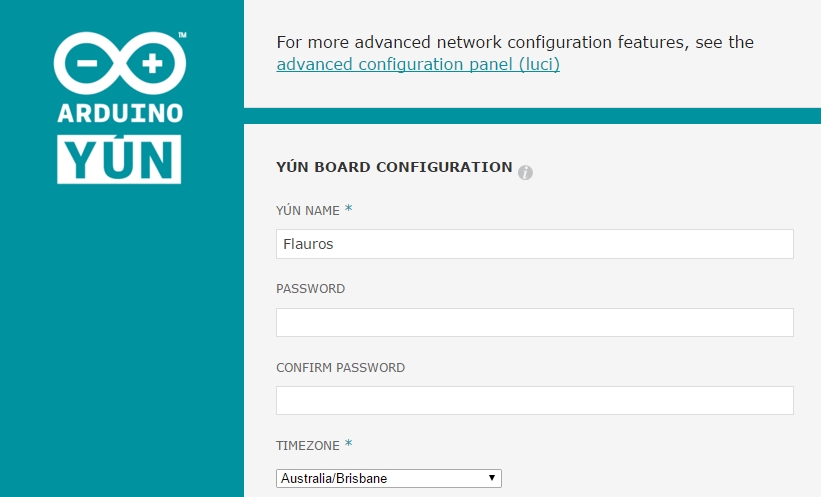 ™
ARDUINO
YÚN
For more advanced network configuration features, see the
advanced configuration panel (luci)
YÚN BOARD CONFIGURATION i
YÚN NAME *
Flauros
PASSWORD
CONFIRM PASSWORD
TIMEZONE *
Australia/Brisbane